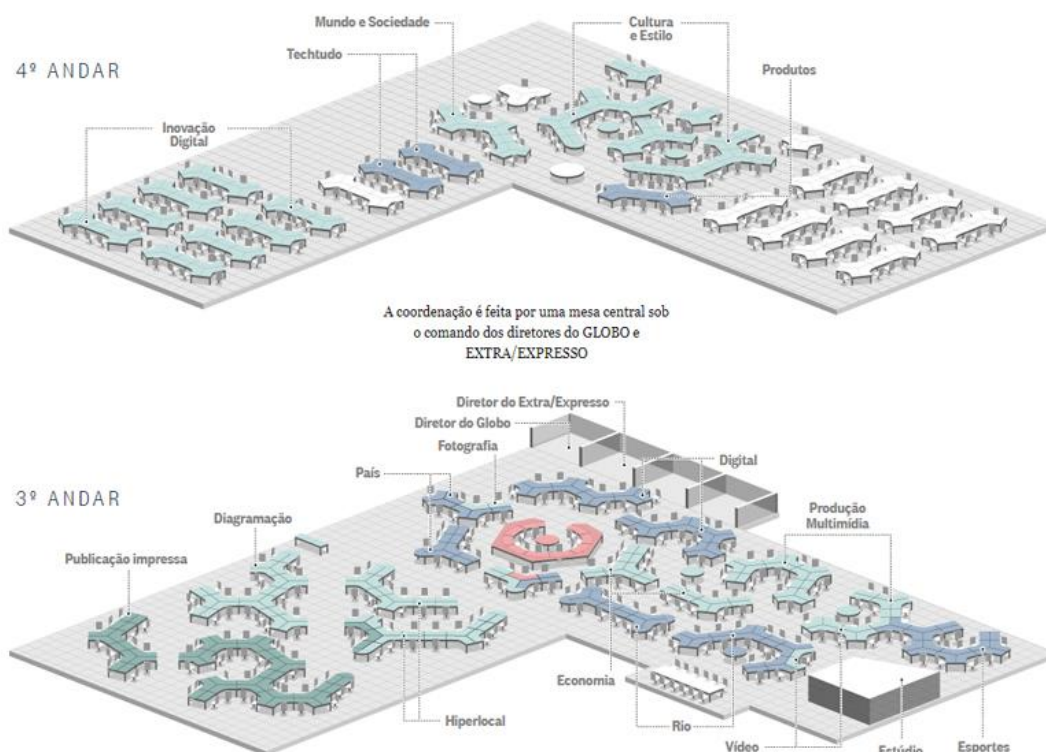 Mundo e Sociedade
Cultura
e Estilo
Techtudo
4º ANDAR
Produtos
Inovação
Digital
A coordenação é feita por uma mesa central sob
o comando dos diretores do GLOBO e
EXTRA/EXPRESSO
Diretor do Extra/Expresso
Diretor do Globo
Fotografia
País
Digital
3º ANDAR
Diagramação
Produção
Multimídia
Publicação impressa
Economia
Hiperlocal
Rio
Vídeo
Estúdio
Esportes